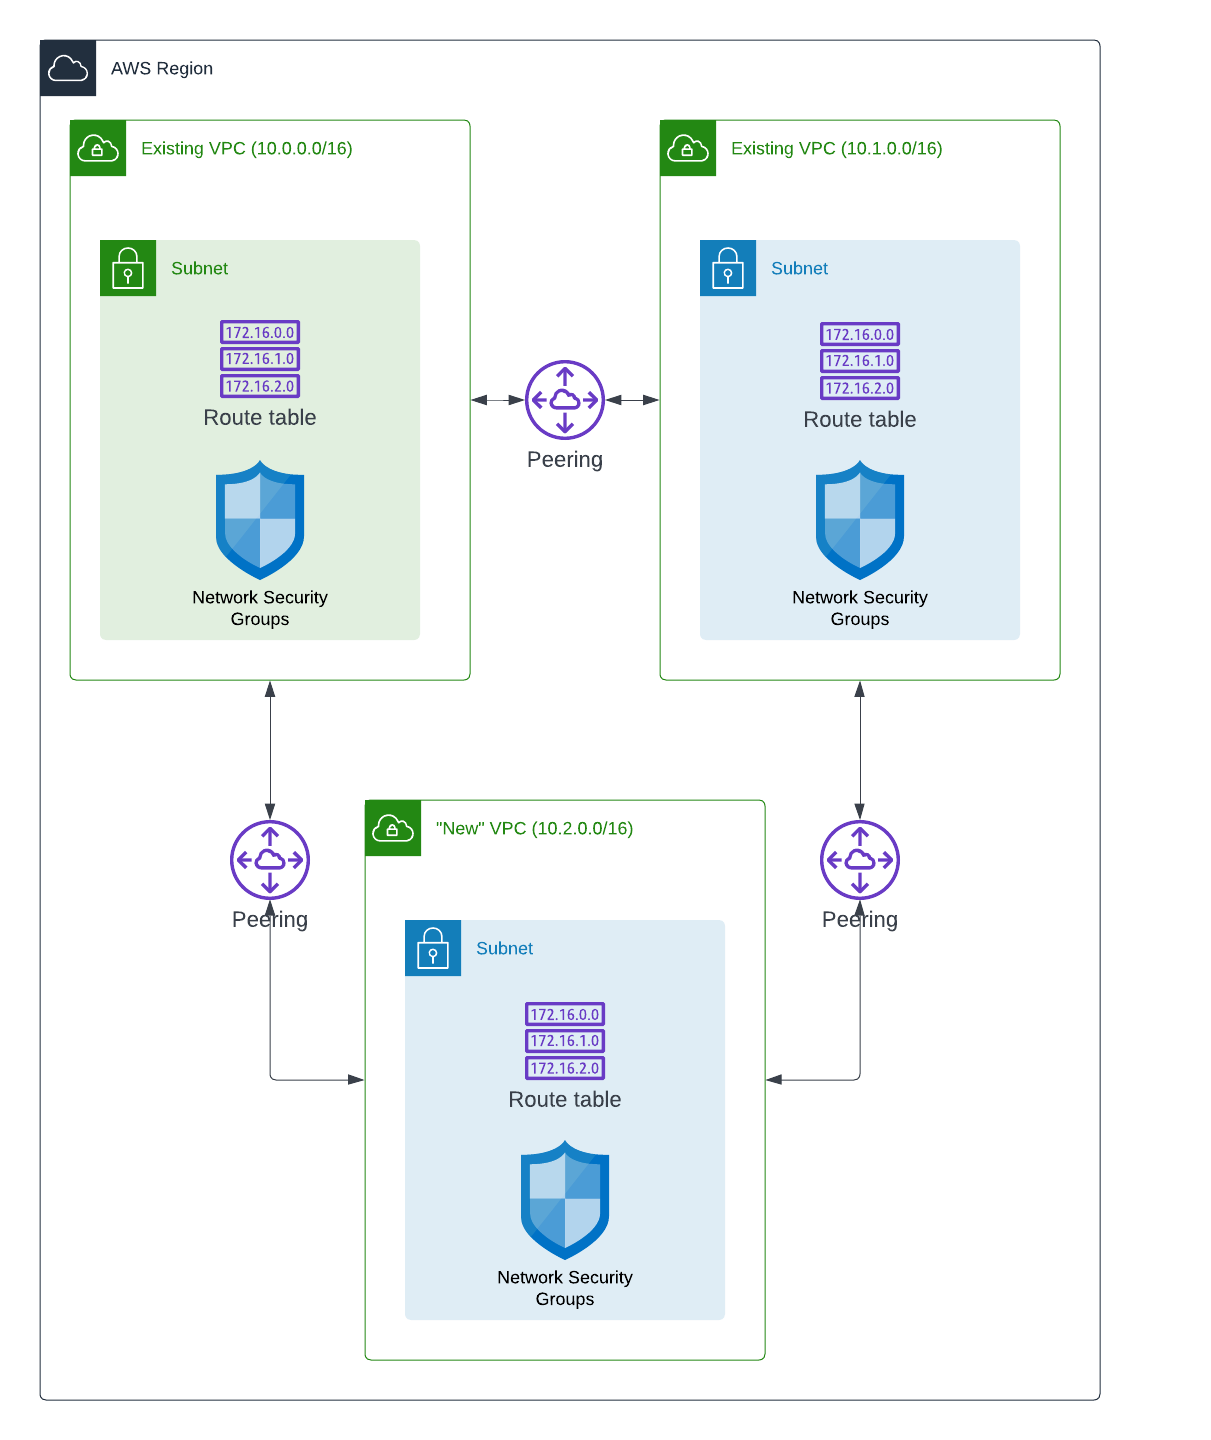 AWS Region
Existing VPC (10.0.0.0/16)
Subnet
172.16.0.0
172.16.1.0
172.16.2.0
Route table
Network Security
Groups
Peering
Existing VPC (10.1.0.0/16)
Subnet
172.16.0.0
172.16.1.0
172.16.2.0
Route table
Network Security
Groups
Peering
"New" VPC (10.2.0.0/16)
Subnet
172.16.0.0
172.16.1.0
172.16.2.0
Route table
Network Security
Groups
Peering